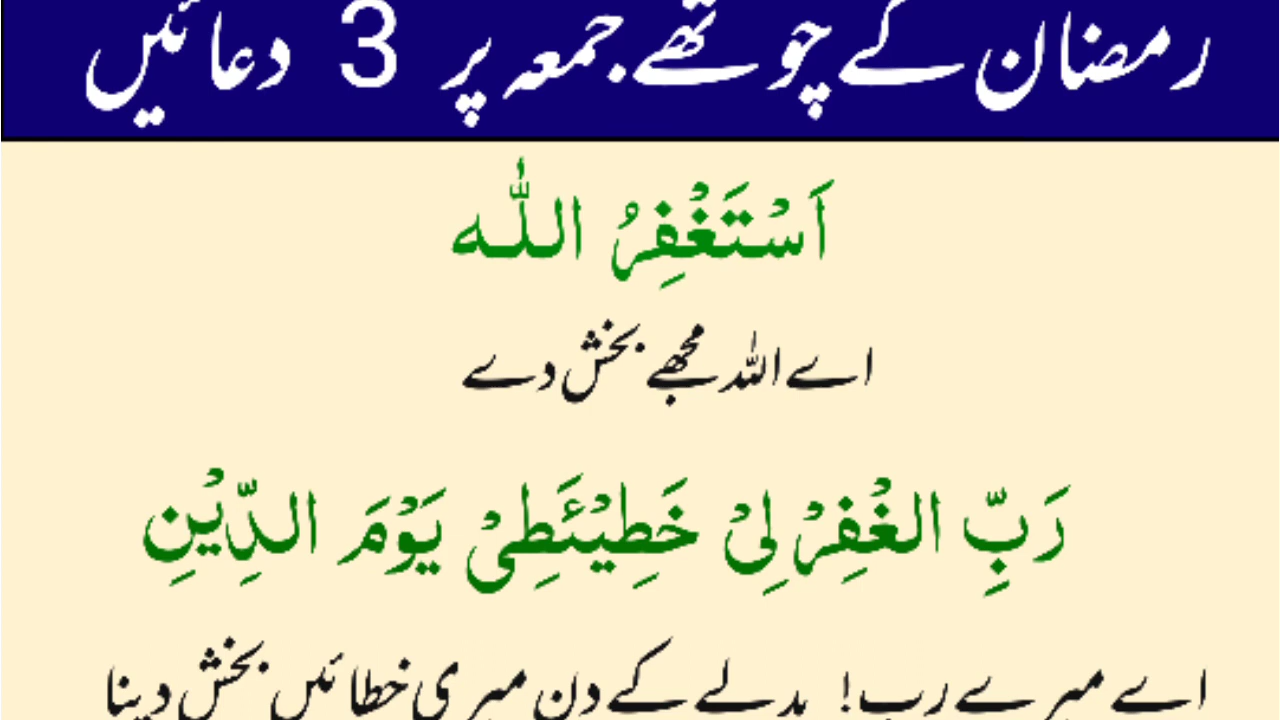 رمضان کے چوتھے جمعہ پر 3 دعائیں
اَسْتَغْفِرُ اللّٰه
اے اللہ مجھے بخش دے
رَبِّ الغْفِرْ لِیْ خَطِیْئَطِیْ یَوْمَ الدِّیْنِ
اے میرے رب! بدلے کے دن میری خطائیں بخش دینا